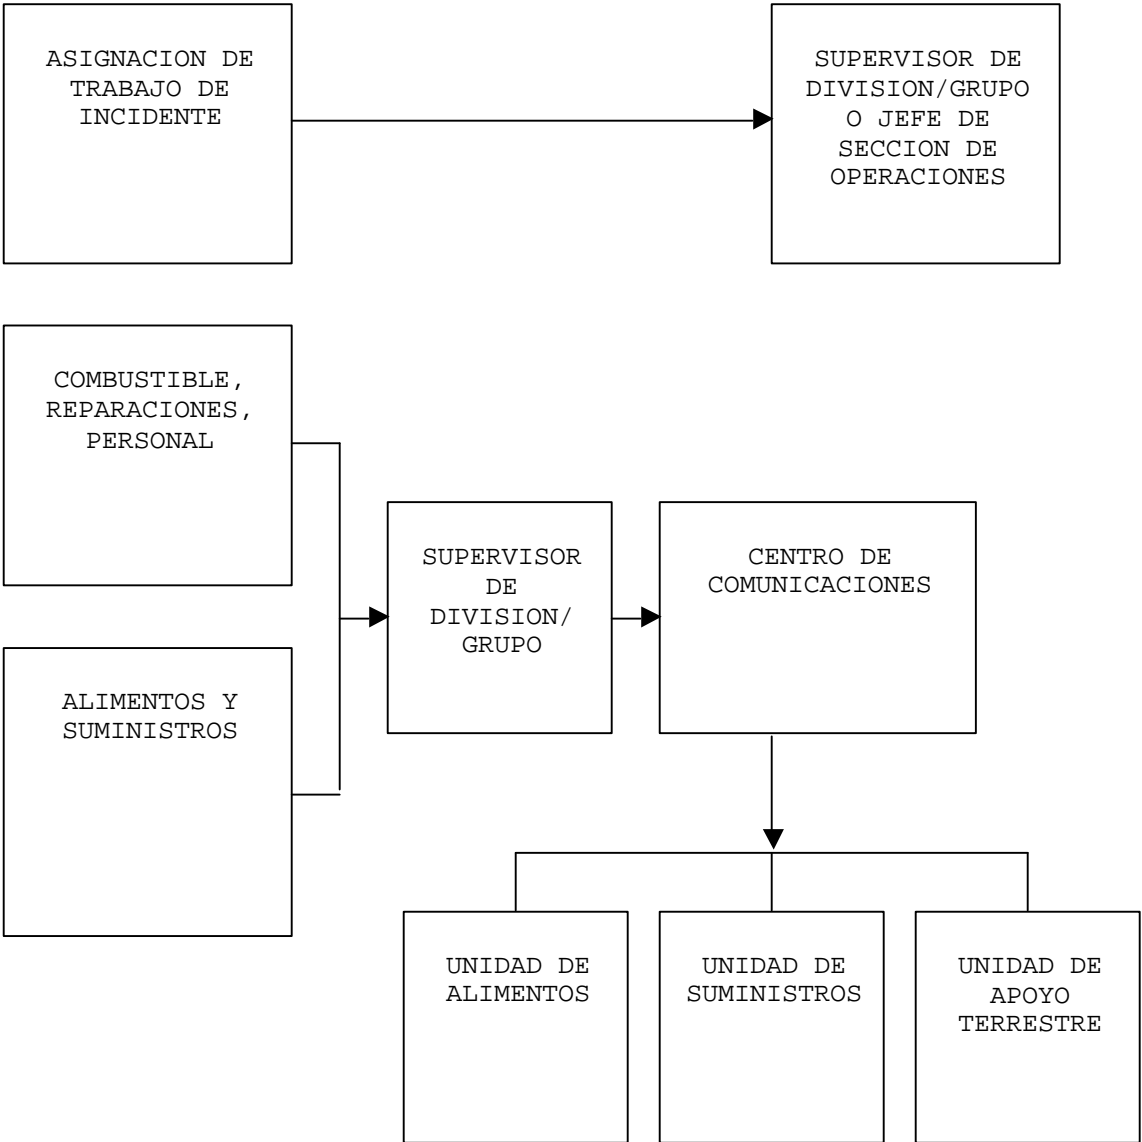 ASIGNACION DE
TRABAJO DE
INCIDENTE
SUPERVISOR DE
DIVISION/GRUPO
O JEFE DE
SECCION DE
OPERACIONES
COMBUSTIBLE,
REPARACIONES,
PERSONAL
SUPERVISOR
DE
DIVISION/
GRUPO
CENTRO DE
COMUNICACIONES
ALIMENTOS Y
SUMINISTROS
UNIDAD DE
ALIMENTOS
UNIDAD DE
SUMINISTROS
UNIDAD DE
APOYO
TERRESTRE